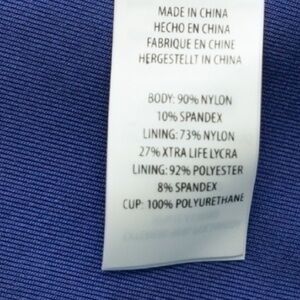 MADE IN CHINA
HECHO EN CHINA
FABRIQUE EN CHINE
HERGESTELLT IN CHINA
BODY: 90% NYLON
10% SPANDEX
LINING: 73% NYLON
27% XTRA LIFE LYCRA
LINING: 92% POLYESTER
8% SPANDEX
CUP: 100% POLYURETHANE